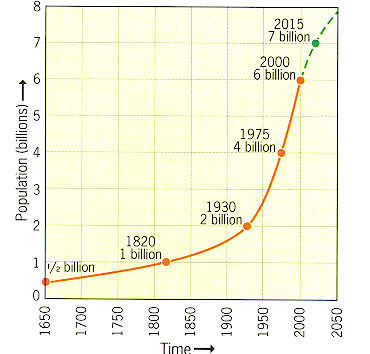 8
7
6
5
4
3
2
1
0
Population (billions)
2015
7 billion
2000
6 billion
1975
4 billion
1930
2 billion
1820
1 billion
1/2 billion
1650
1700
1750
1800
1850
1900
1950
2000
2050
Time